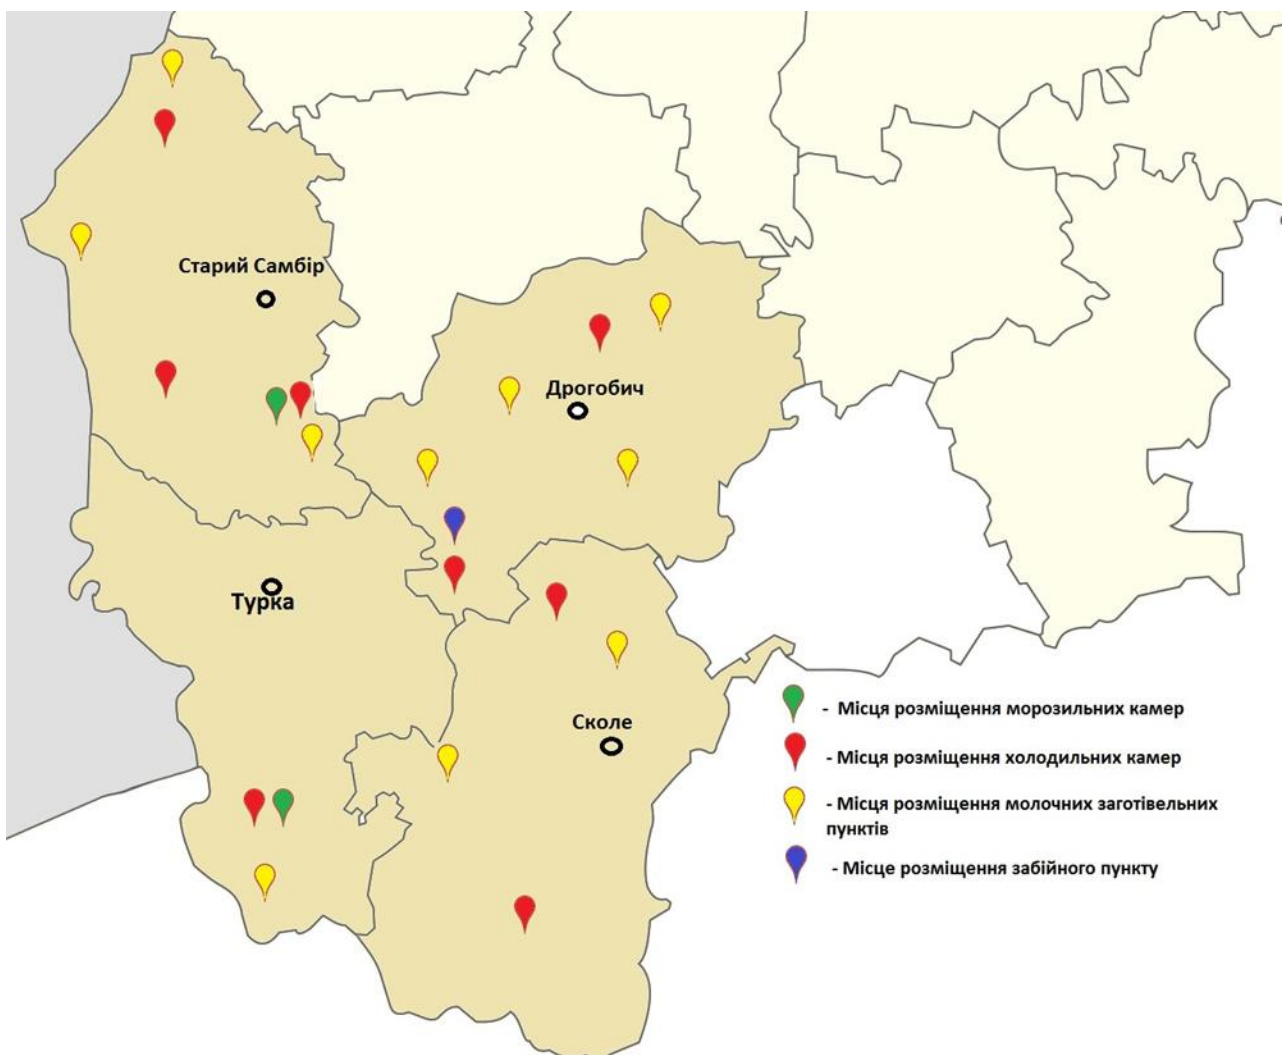 Старий Самбір
Дрогобич
Турка
Сколе
- Місця розміщення морозильних камер
- Місця розміщення холодильних камер
- Місця розміщення молочних заготівельних
пунктів
- Місце розміщення забійного пункту